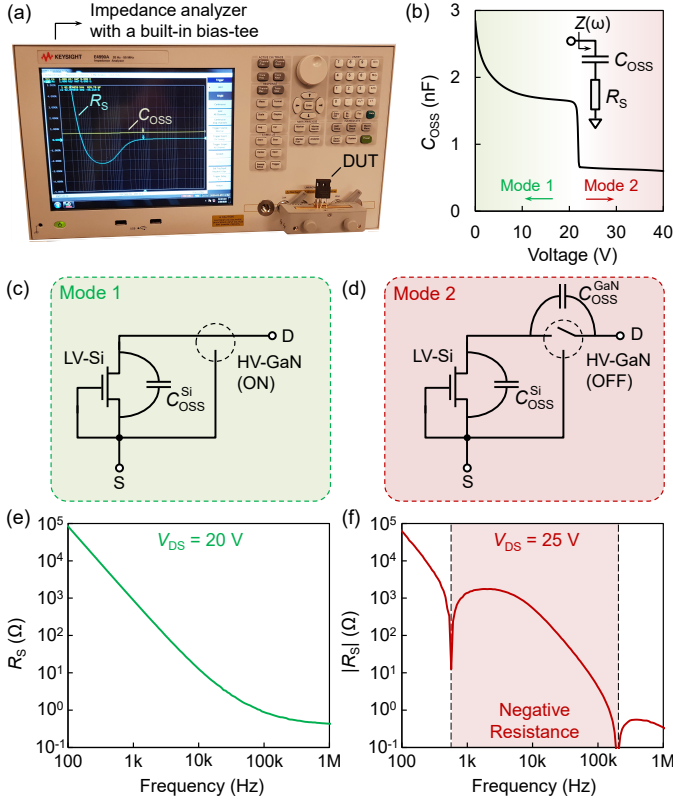 (a)
Impedance analyzer
with a built-in bias-tee
KEYSIGHT
R_S
C_OSS
DUT
(b)
C_OSS (nF)
3
2
1
0
Z(ω)
C_OSS
R_S
Mode 1
Mode 2
0 10 20 30 40
Voltage (V)
(c)
Mode 1
LV-Si
C_OSS^Si
D
HV-GaN
(ON)
S
(d)
Mode 2
C_OSS^GaN
LV-Si
C_OSS^Si
D
HV-GaN
(OFF)
S
(e)
R_S (Ω)
10^5
10^4
10^3
10^2
10^1
10^0
10^-1
V_DS = 20 V
100 1k 10k 100k 1M
Frequency (Hz)
(f)
|R_S| (Ω)
10^5
10^4
10^3
10^2
10^1
10^0
10^-1
V_DS = 25 V
Negative
Resistance
100 1k 10k 100k 1M
Frequency (Hz)